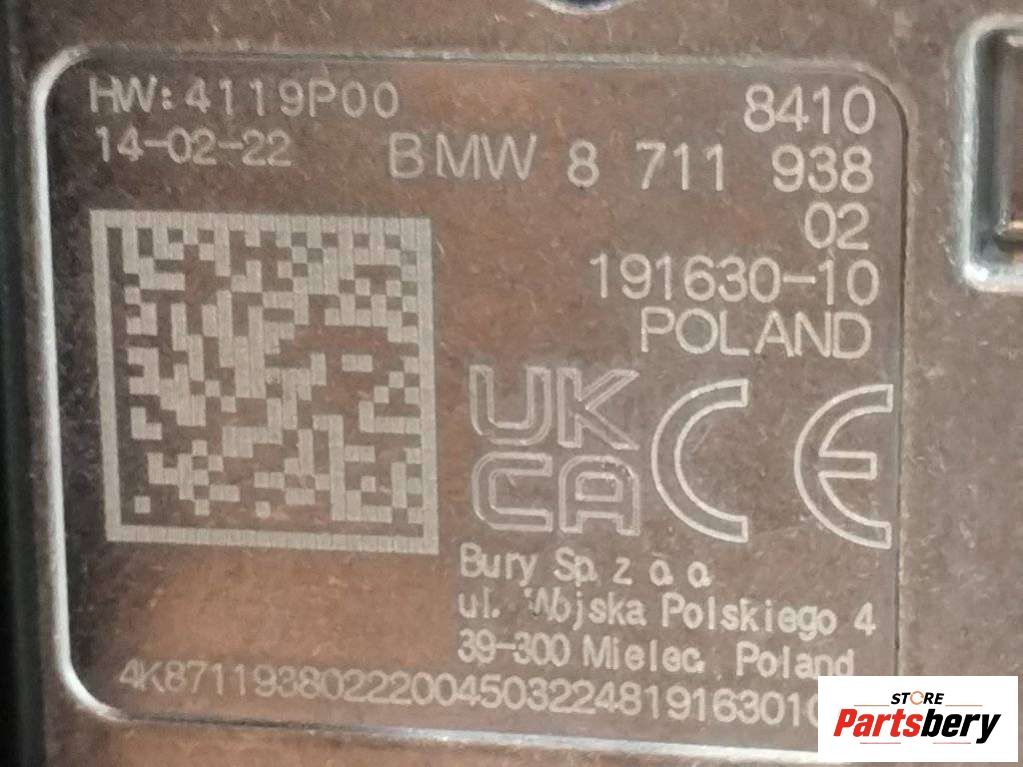 HW: 4119P00
14-02-22
8410
BMW 8 711 938
02
191630-10
POLAND
UK
CA
CE
Bury Sp. z o.o.
ul. Wojska Polskiego 4
39-300 Mielec, Poland
STORE
Partsbery